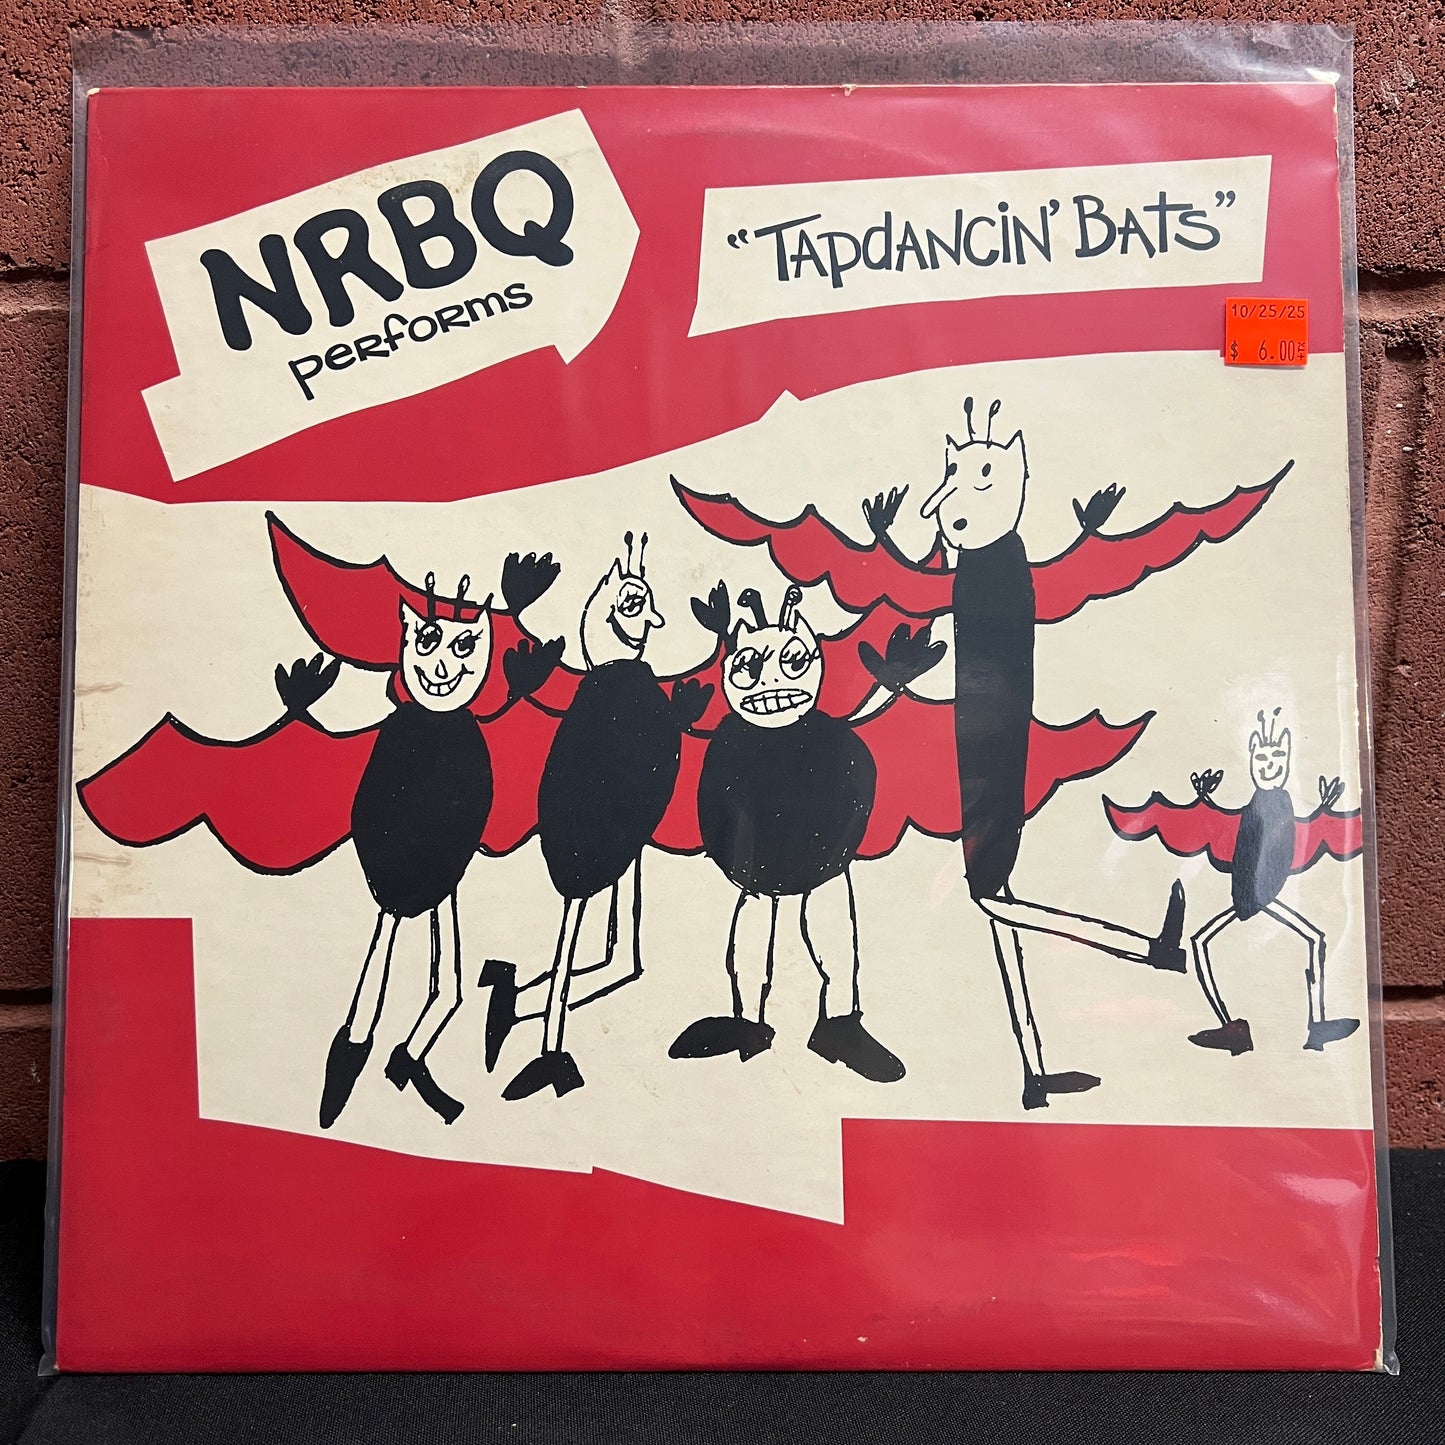 NRBQ
performs
“TAPdANCiN’ BATS”
10/25/25
$ 6.00